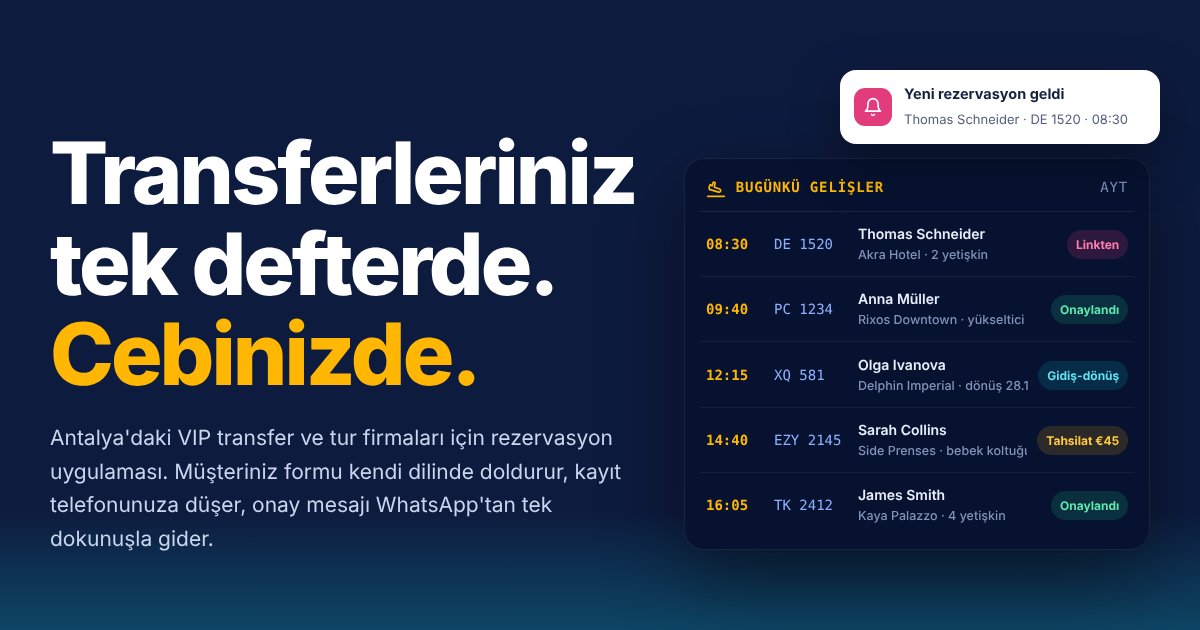 Transferleriniz
tek defterde.
Cebinizde.
Antalya'daki VIP transfer ve tur firmaları için rezervasyon
uygulaması. Müşteriniz formu kendi dilinde doldurur, kayıt
telefonunuza düşer, onay mesajı WhatsApp'tan tek
dokunuşla gider.
Yeni rezervasyon geldi
Thomas Schneider · DE 1520 · 08:30
BUGÜNKÜ GELİŞLER AYT
08:30 DE 1520 Thomas Schneider Linkten
Akra Hotel · 2 yetişkin
09:40 PC 1234 Anna Müller Onaylandı
Rixos Downtown · yükseltici
12:15 XQ 581 Olga Ivanova Gidiş-dönüş
Delphin Imperial · dönüş 28.1
14:40 EZY 2145 Sarah Collins Tahsilat €45
Side Prenses · bebek koltuğu
16:05 TK 2412 James Smith Onaylandı
Kaya Palazzo · 4 yetişkin